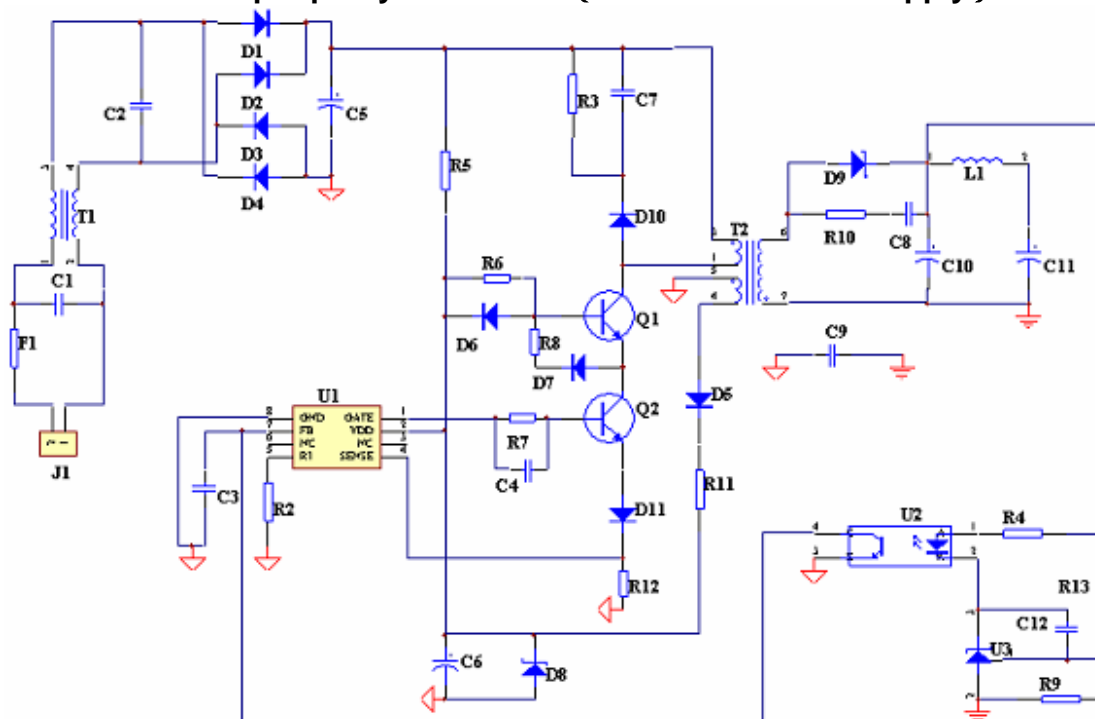 D1
D2
D3
D4
C2
C5
R3
C7
R5
D10
T1
C1
F1
J1
T2
D9
L1
R10
C8
C10
C11
R6
D6
R8
D7
Q1
Q2
C9
D5
U1
GND GATE
FB VDD
NC NC
RI SENSE
R7
C4
C3
R2
D11
R11
R12
C6
D8
U2
R4
R13
C12
U3
R9